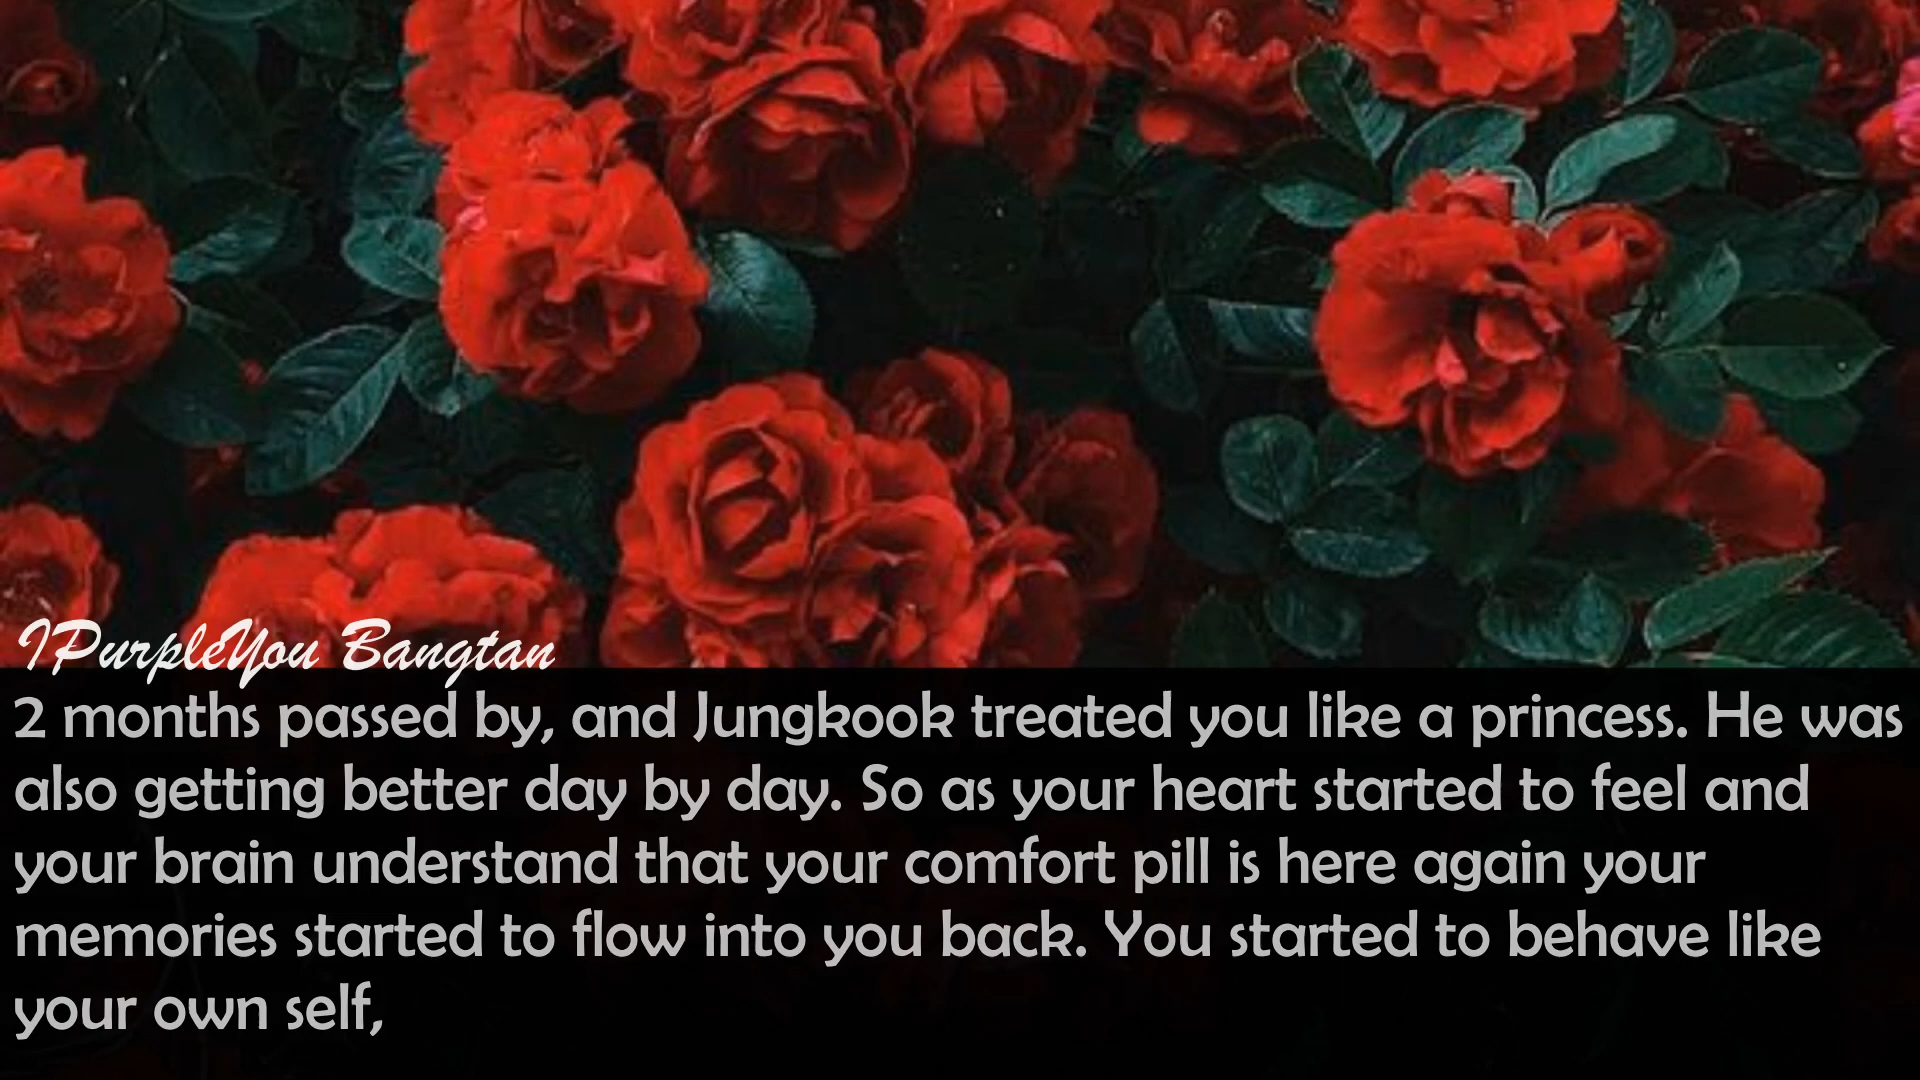 IPurpleYou Bangtan
2 months passed by, and Jungkook treated you like a princess. He was
also getting better day by day. So as your heart started to feel and
your brain understand that your comfort pill is here again your
memories started to flow into you back. You started to behave like
your own self,